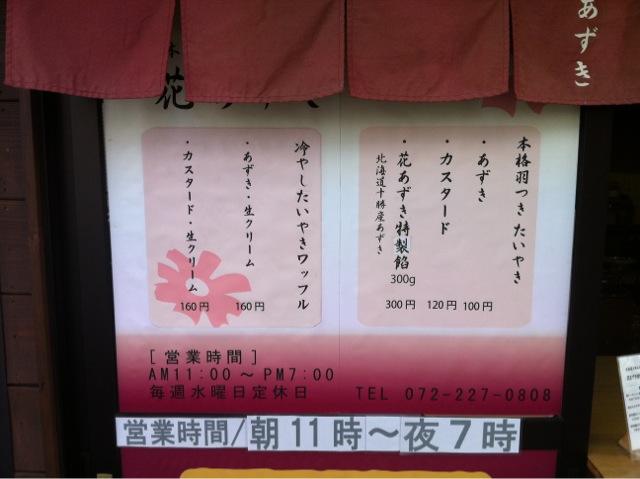 あずき
本格羽つき たいやき
・あずき
100円
・カスタード
120円
・花あずき特製餡
300g
300円
北海道十勝産あずき
冷やしたいやきワッフル
・あずき・生クリーム
160円
・カスタード・生クリーム
160円
[営業時間]
AM11:00～PM7:00
毎週水曜日定休日
TEL 072-227-0808
営業時間/朝11時～夜7時